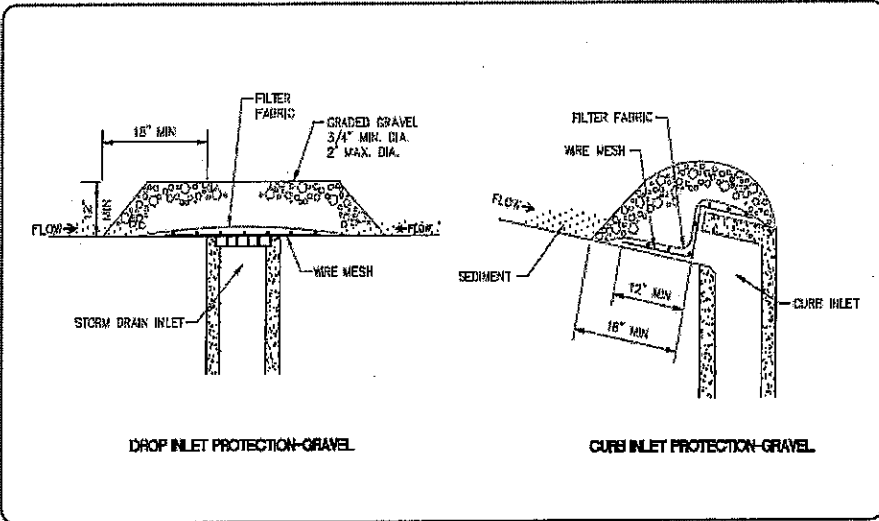 FILTER
FABRIC
18" MIN
GRADED GRAVEL
3/4" MIN. DIA.
2" MAX. DIA.
12"
MIN
FLOW
FLOW
WIRE MESH
STORM DRAIN INLET
DROP INLET PROTECTION-GRAVEL
FILTER FABRIC
WIRE MESH
FLOW
SEDIMENT
12" MIN
18" MIN
CURB INLET
CURB INLET PROTECTION-GRAVEL